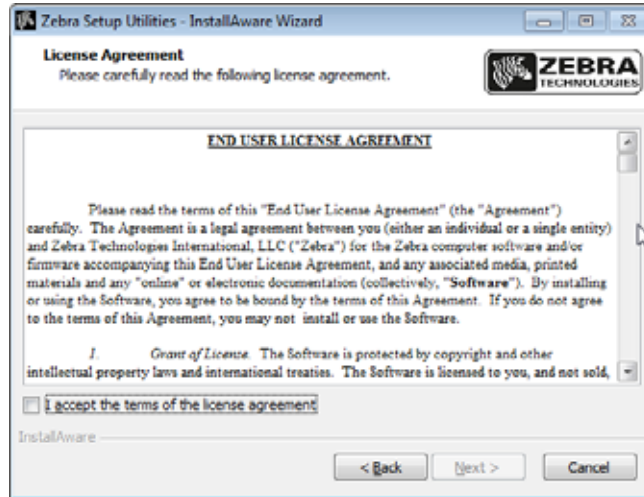 Zebra Setup Utilities - InstallAware Wizard
License Agreement
Please carefully read the following license agreement.
ZEBRA
TECHNOLOGIES
END USER LICENSE AGREEMENT
Please read the terms of this "End User License Agreement" (the "Agreement")
carefully. The Agreement is a legal agreement between you (either an individual or a single entity)
and Zebra Technologies International, LLC ("Zebra") for the Zebra computer software and/or
firmware accompanying this End User License Agreement, and any associated media, printed
materials and any "online" or electronic documentation (collectively, "Software"). By installing
or using the Software, you agree to be bound by the terms of this Agreement. If you do not agree
to the terms of this Agreement, you may not install or use the Software.
1. Grant of License. The Software is protected by copyright and other
intellectual property laws and international treaties. The Software is licensed to you, and not sold,
I accept the terms of the license agreement
InstallAware
< Back Next > Cancel